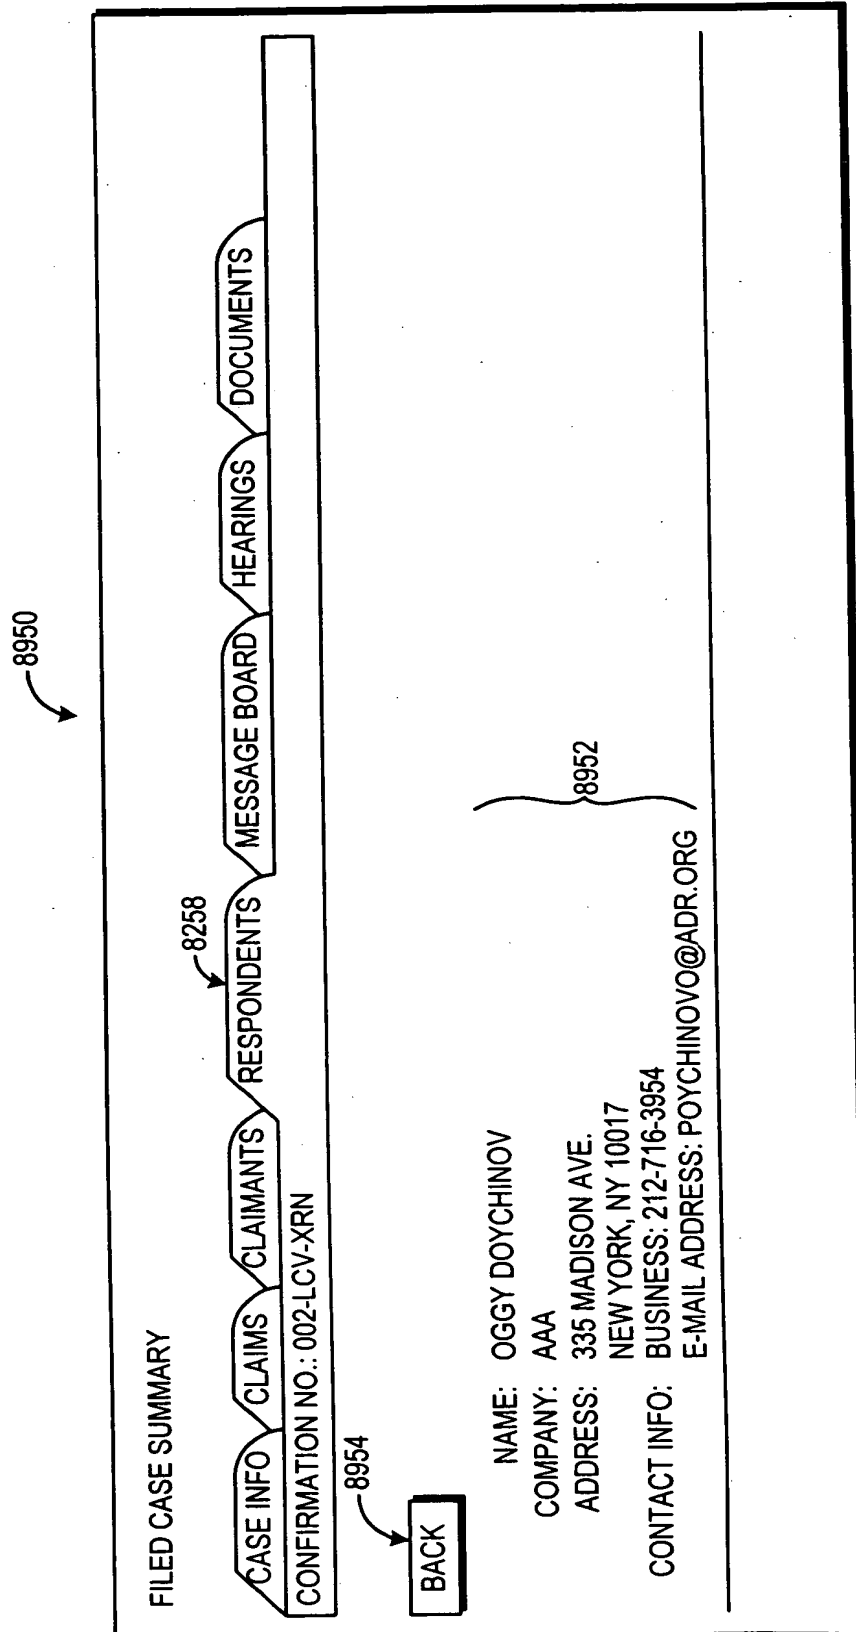 8950
FILED CASE SUMMARY
8258
CASE INFO CLAIMS CLAIMANTS RESPONDENTS MESSAGE BOARD HEARINGS DOCUMENTS
CONFIRMATION NO.: 002-LCV-XRN
8954
BACK
NAME: OGGY DOYCHINOV
COMPANY: AAA
ADDRESS: 335 MADISON AVE.
NEW YORK, NY 10017
CONTACT INFO: BUSINESS: 212-716-3954
E-MAIL ADDRESS: POYCHINOVO@ADR.ORG
8952